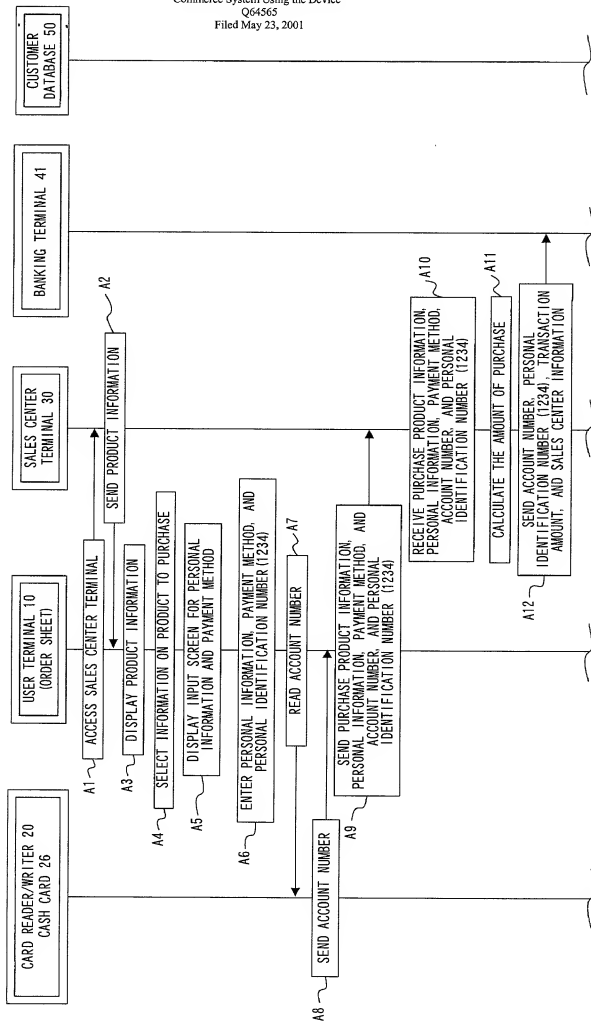 Commerce System Using the Device
Q64565
Filed May 23, 2001
CARD READER/WRITER 20
CASH CARD 26
USER TERMINAL 10
(ORDER SHEET)
SALES CENTER
TERMINAL 30
BANKING TERMINAL 41
CUSTOMER
DATABASE 50
A1
ACCESS SALES CENTER TERMINAL
A2
SEND PRODUCT INFORMATION
A3
DISPLAY PRODUCT INFORMATION
A4
SELECT INFORMATION ON PRODUCT TO PURCHASE
A5
DISPLAY INPUT SCREEN FOR PERSONAL
INFORMATION AND PAYMENT METHOD
A6
ENTER PERSONAL INFORMATION, PAYMENT METHOD, AND
PERSONAL IDENTIFICATION NUMBER(1234)
A7
READ ACCOUNT NUMBER
A8
SEND ACCOUNT NUMBER
A9
SEND PURCHASE PRODUCT INFORMATION,
PERSONAL INFORMATION, PAYMENT METHOD, AND
ACCOUNT NUMBER, AND PERSONAL
IDENTIFICATION NUMBER (1234)
A10
RECEIVE PURCHASE PRODUCT INFORMATION,
PERSONAL INFORMATION, PAYMENT METHOD,
ACCOUNT NUMBER, AND PERSONAL
IDENTIFICATION NUMBER (1234)
A11
CALCULATE THE AMOUNT OF PURCHASE
A12
SEND ACCOUNT NUMBER, PERSONAL
IDENTIFICATION NUMBER (1234), TRANSACTION
AMOUNT, AND SALES CENTER INFORMATION